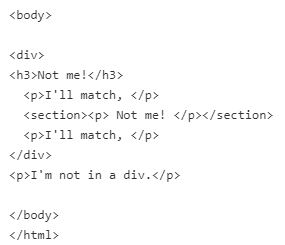 <body>

<div>
<h3>Not me!</h3>
  <p>I'll match, </p>
  <section><p> Not me! </p></section>
  <p>I'll match, </p>
</div>
<p>I'm not in a div.</p>

</body>
</html>